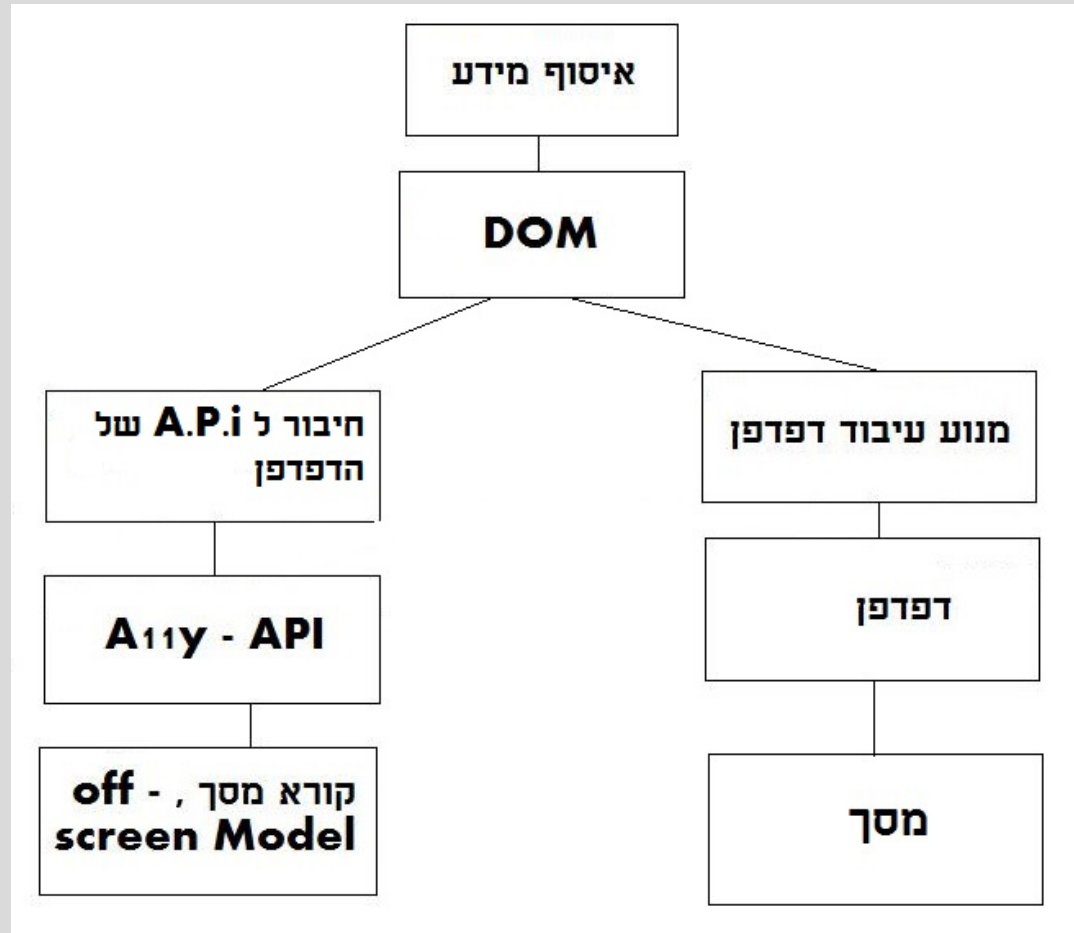 איסוף מידע
DOM
חיבור ל A.P.i של
הדפדפן
A11y - API
קורא מסך , - off
screen Model
מנוע עיבוד דפדפן
דפדפן
מסך